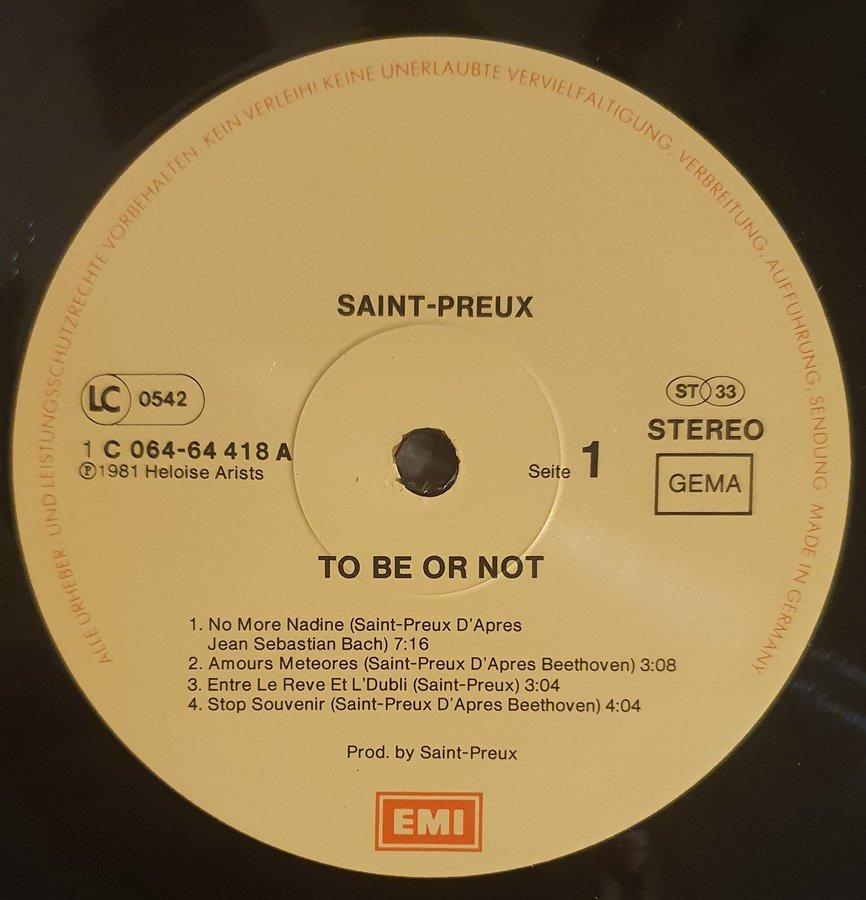 ALLE URHEBER- UND LEISTUNGSSCHUTZRECHTE VORBEHALTEN. KEIN VERLEIH! KEINE UNERLAUBTE VERVIELFÄLTIGUNG, VERBREITUNG, AUFFÜHRUNG, SENDUNG MADE IN GERMANY
SAINT-PREUX
LC 0542
ST 33
1 C 064-64 418 A
STEREO
Ⓟ1981 Heloise Arists
Seite 1
GEMA
TO BE OR NOT
1. No More Nadine (Saint-Preux D'Apres
Jean Sebastian Bach) 7:16
2. Amours Meteores (Saint-Preux D'Apres Beethoven) 3:08
3. Entre Le Reve Et L'Dubli (Saint-Preux) 3:04
4. Stop Souvenir (Saint-Preux D'Apres Beethoven) 4:04
Prod. by Saint-Preux
EMI